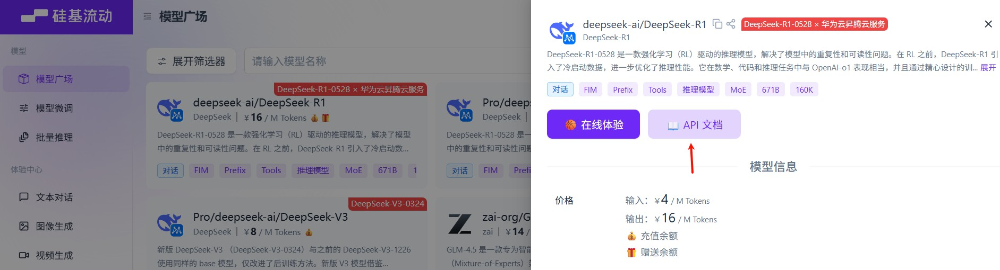 硅基流动
模型
模型广场
模型微调
批量推理
体验中心
文本对话
图像生成
视频生成
模型广场
展开筛选器
请输入模型名称
DeepSeek-R1-0528 × 华为云昇腾云服务
deepseek-ai/DeepSeek-R1
DeepSeek | ￥16 / M Tokens
DeepSeek-R1-0528 是一款强化学习（RL）驱动的推理模型，解决了模型
中的重复性和可读性问题。在 RL 之前，DeepSeek-R1 引入了冷启动数...
对话 FIM Prefix Tools 推理模型 MoE 671B 1
Pro/deeps
DeepSeek |
DeepSeek-R1-0528 是一款强
中的重复性和可读性问
对话 FIM Prefi
DeepSeek-V3-0324
Pro/deepseek-ai/DeepSeek-V3
DeepSeek | ￥8 / M Tokens
新版 DeepSeek-V3 （DeepSeek-V3-0324）与之前的 DeepSeek-V3-1226
使用同样的 base 模型，仅改进了后训练方法。新版 V3 模型借鉴...
zai-org/G
zai | ￥14 /
GLM-4.5 是一款专为智能
（Mixture-of-Experts）
deepseek-ai/DeepSeek-R1
DeepSeek-R1-0528 × 华为云昇腾云服务
DeepSeek-R1
DeepSeek-R1-0528 是一款强化学习（RL）驱动的推理模型，解决了模型中的重复性和可读性问题。在 RL 之前，DeepSeek-R1 引
入了冷启动数据，进一步优化了推理性能。它在数学、代码和推理任务中与 OpenAI-o1 表现相当，并且通过精心设计的训... 展开
对话 FIM Prefix Tools 推理模型 MoE 671B 160K
在线体验
API 文档
模型信息
价格
输入：￥4 / M Tokens
输出：￥16 / M Tokens
充值余额
赠送余额